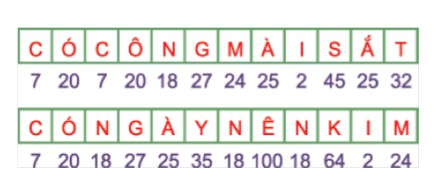 C Ó C Ô N G M À I S Ắ T
7 20 7 20 18 27 24 25 2 45 25 32
C Ó N G À Y N Ê N K I M
7 20 18 27 25 35 18 100 18 64 2 24